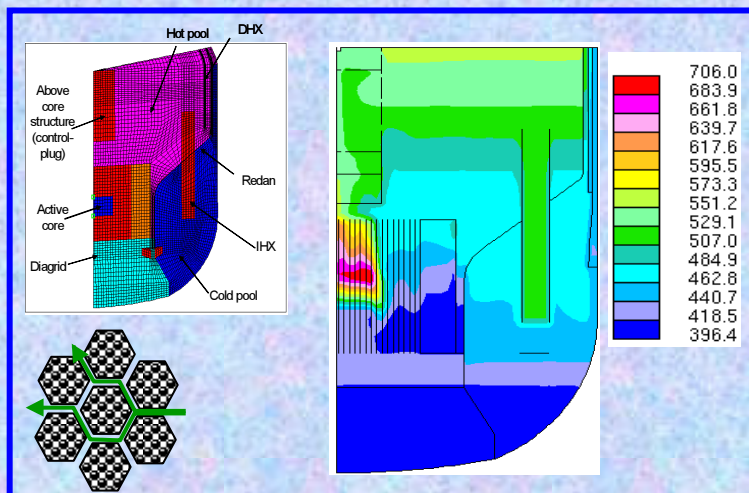 Hot pool
DHX
Above
core
structure
(control-
plug)
Redan
Active
core
IHX
Diagrid
Cold pool
706.0
683.9
661.8
639.7
617.6
595.5
573.3
551.2
529.1
507.0
484.9
462.8
440.7
418.5
396.4